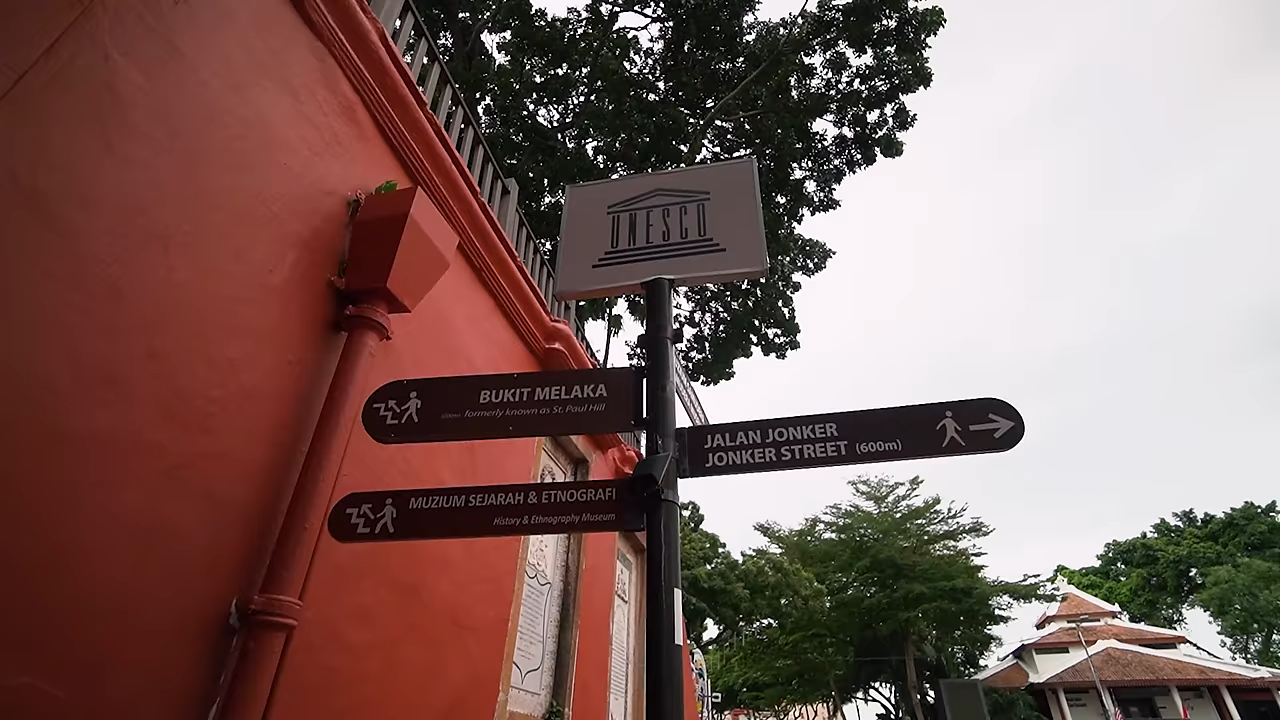 UNESCO
BUKIT MELAKA
formerly known as St. Paul Hill
JALAN JONKER
JONKER STREET (600m)
MUZIUM SEJARAH & ETNOGRAFI
History & Ethnography Museum